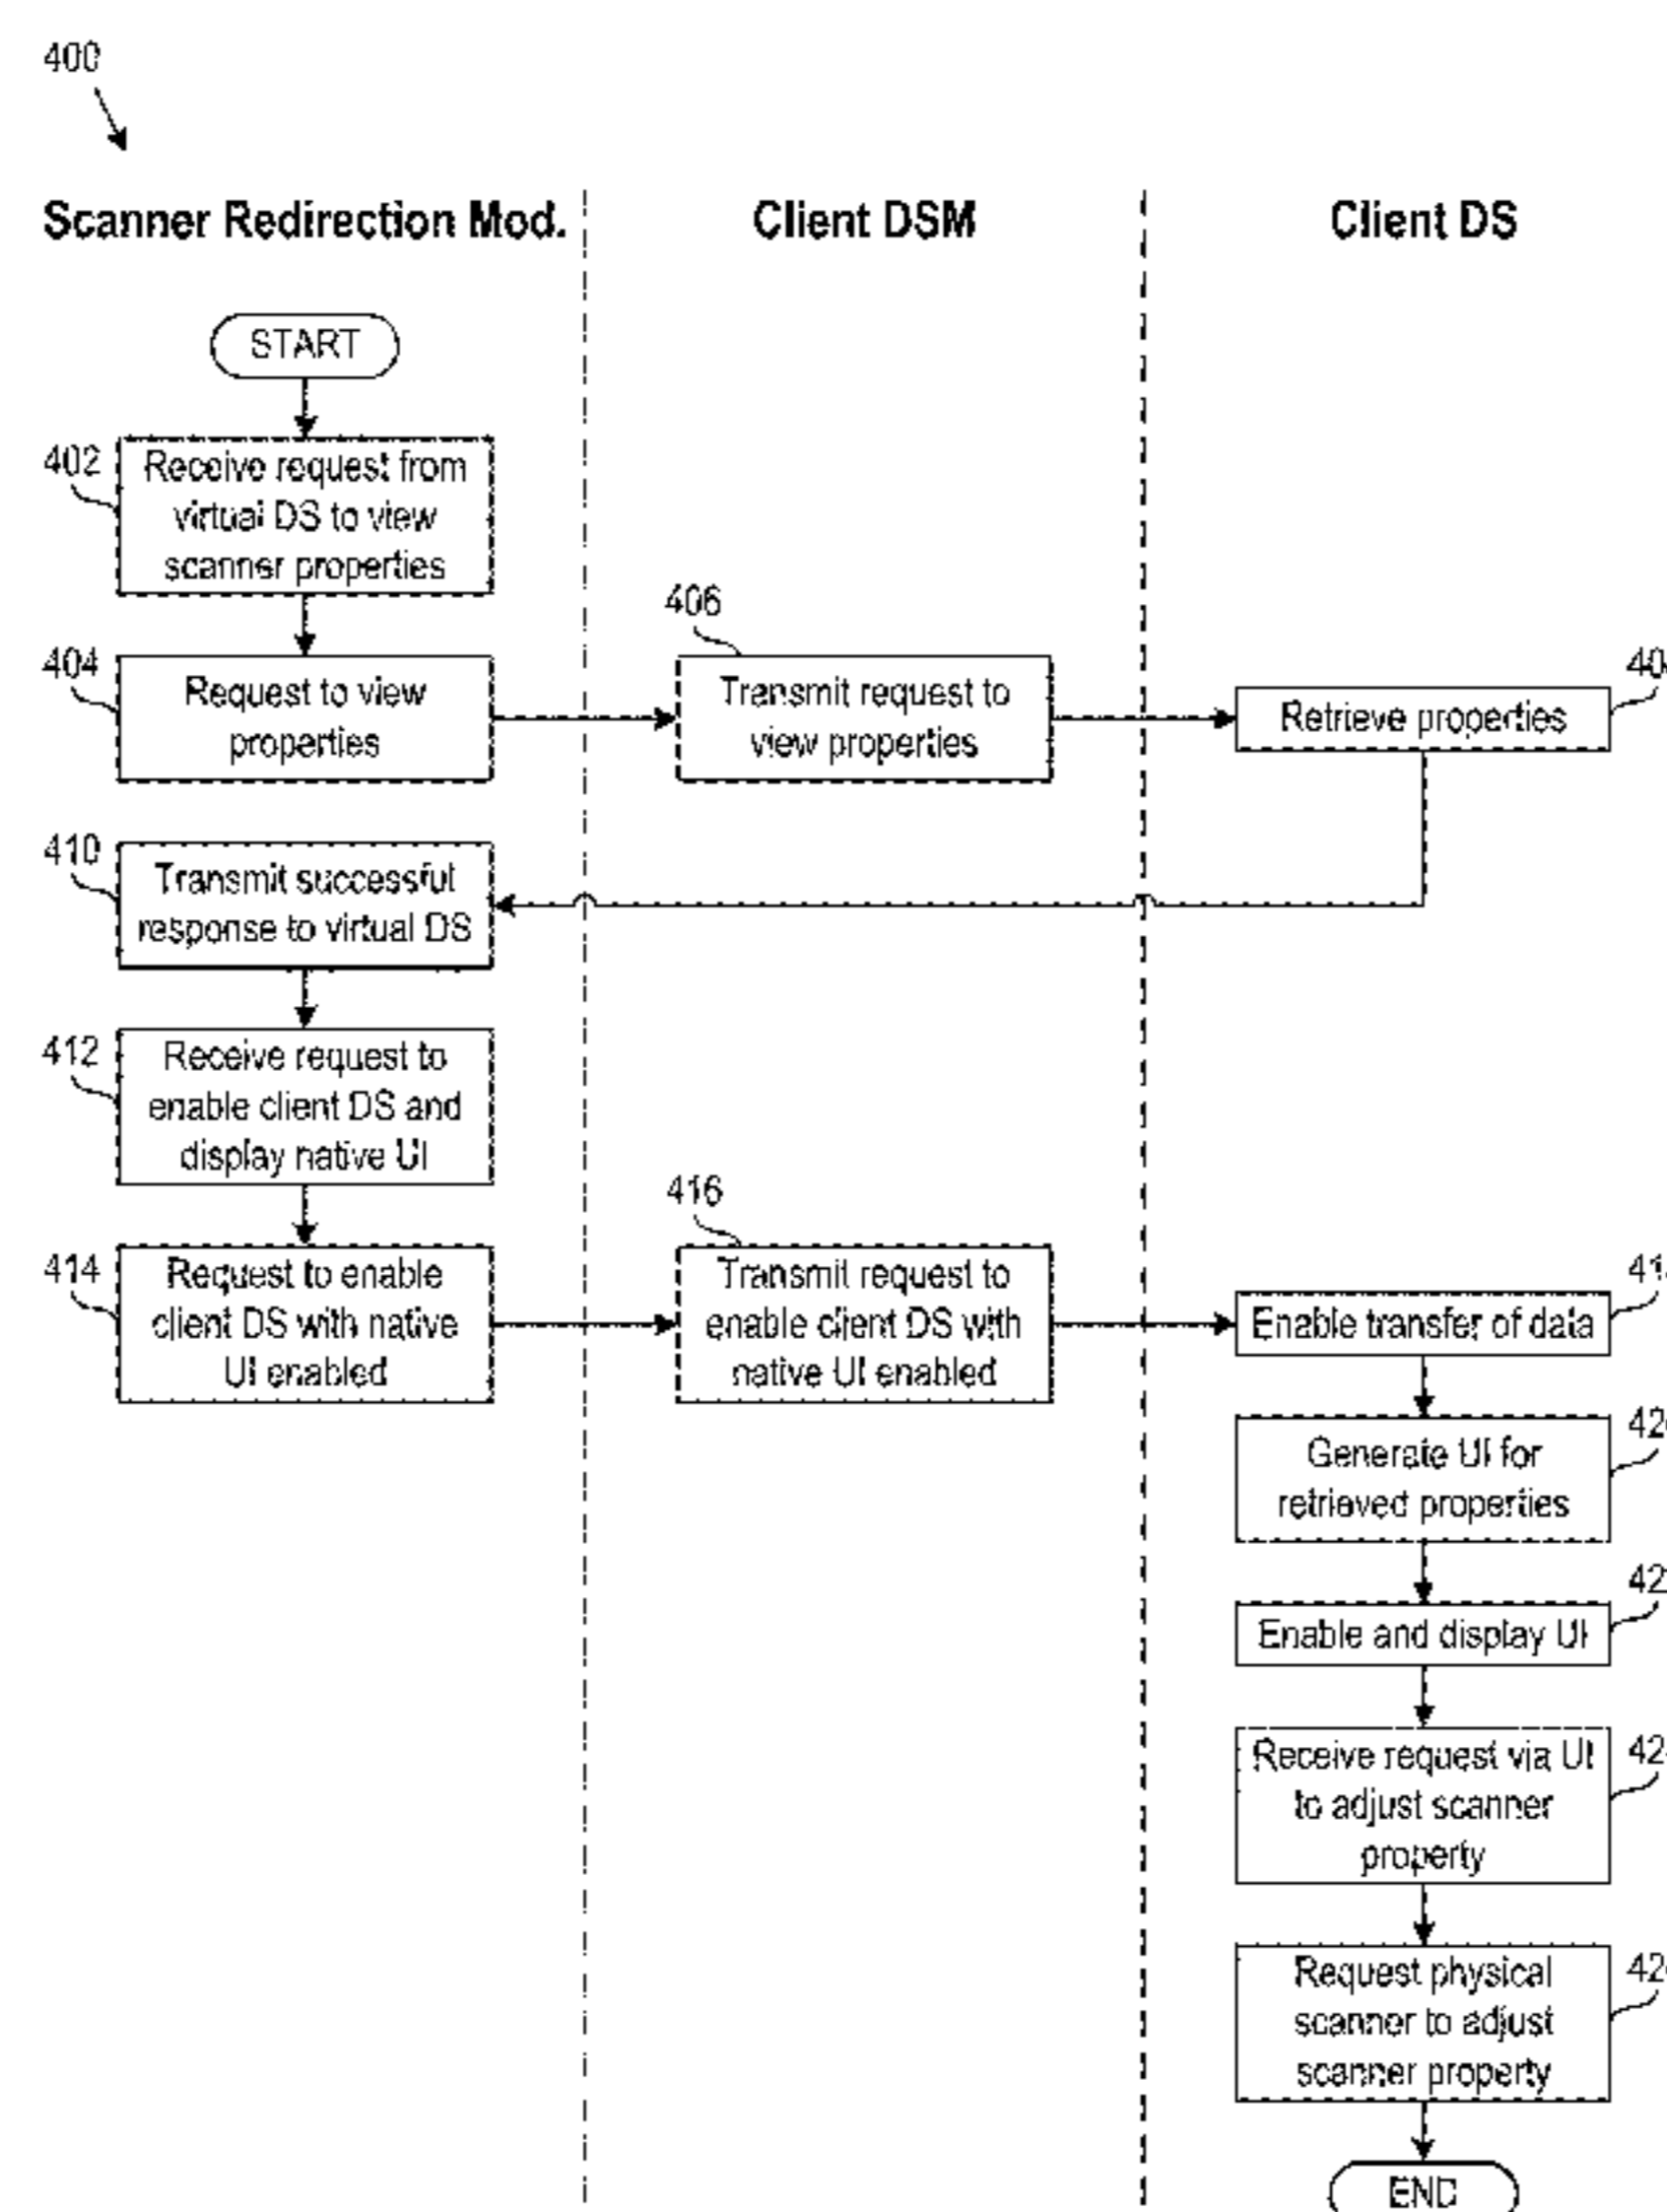 400
Scanner Redirection Mod.
Client DSM
Client DS
START
402
Receive request from
virtual DS to view
scanner properties
404
Request to view
properties
406
Transmit request to
view properties
Retrieve properties
410
Transmit successful
response to virtual DS
412
Receive request to
enable client DS and
display native UI
414
Request to enable
client DS with native
UI enabled
416
Transmit request to
enable client DS with
native UI enabled
Enable transfer of data
Generate UI for
retrieved properties
Enable and display UI
Receive request via UI
to adjust scanner
property
Request physical
scanner to adjust
scanner property
END